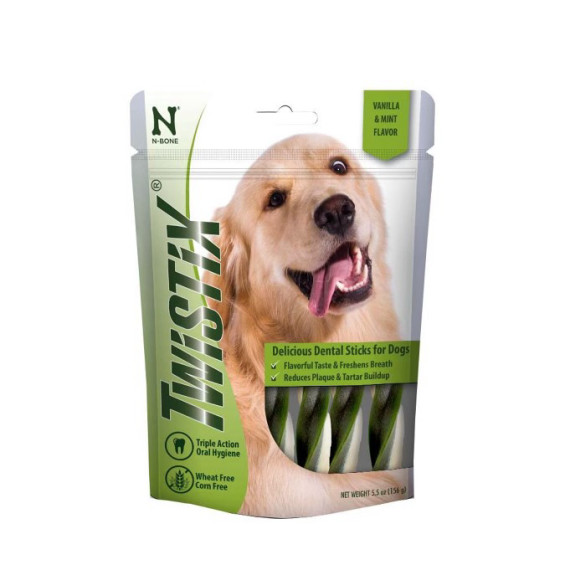 N
N-BONE
VANILLA
& MINT
FLAVOR
TWiSTiX®
Delicious Dental Sticks for Dogs
Flavorful Taste & Freshens Breath
Reduces Plaque & Tartar Buildup
Triple Action
Oral Hygiene
Wheat Free
Corn Free
NET WEIGHT 5.5 oz (156 g)